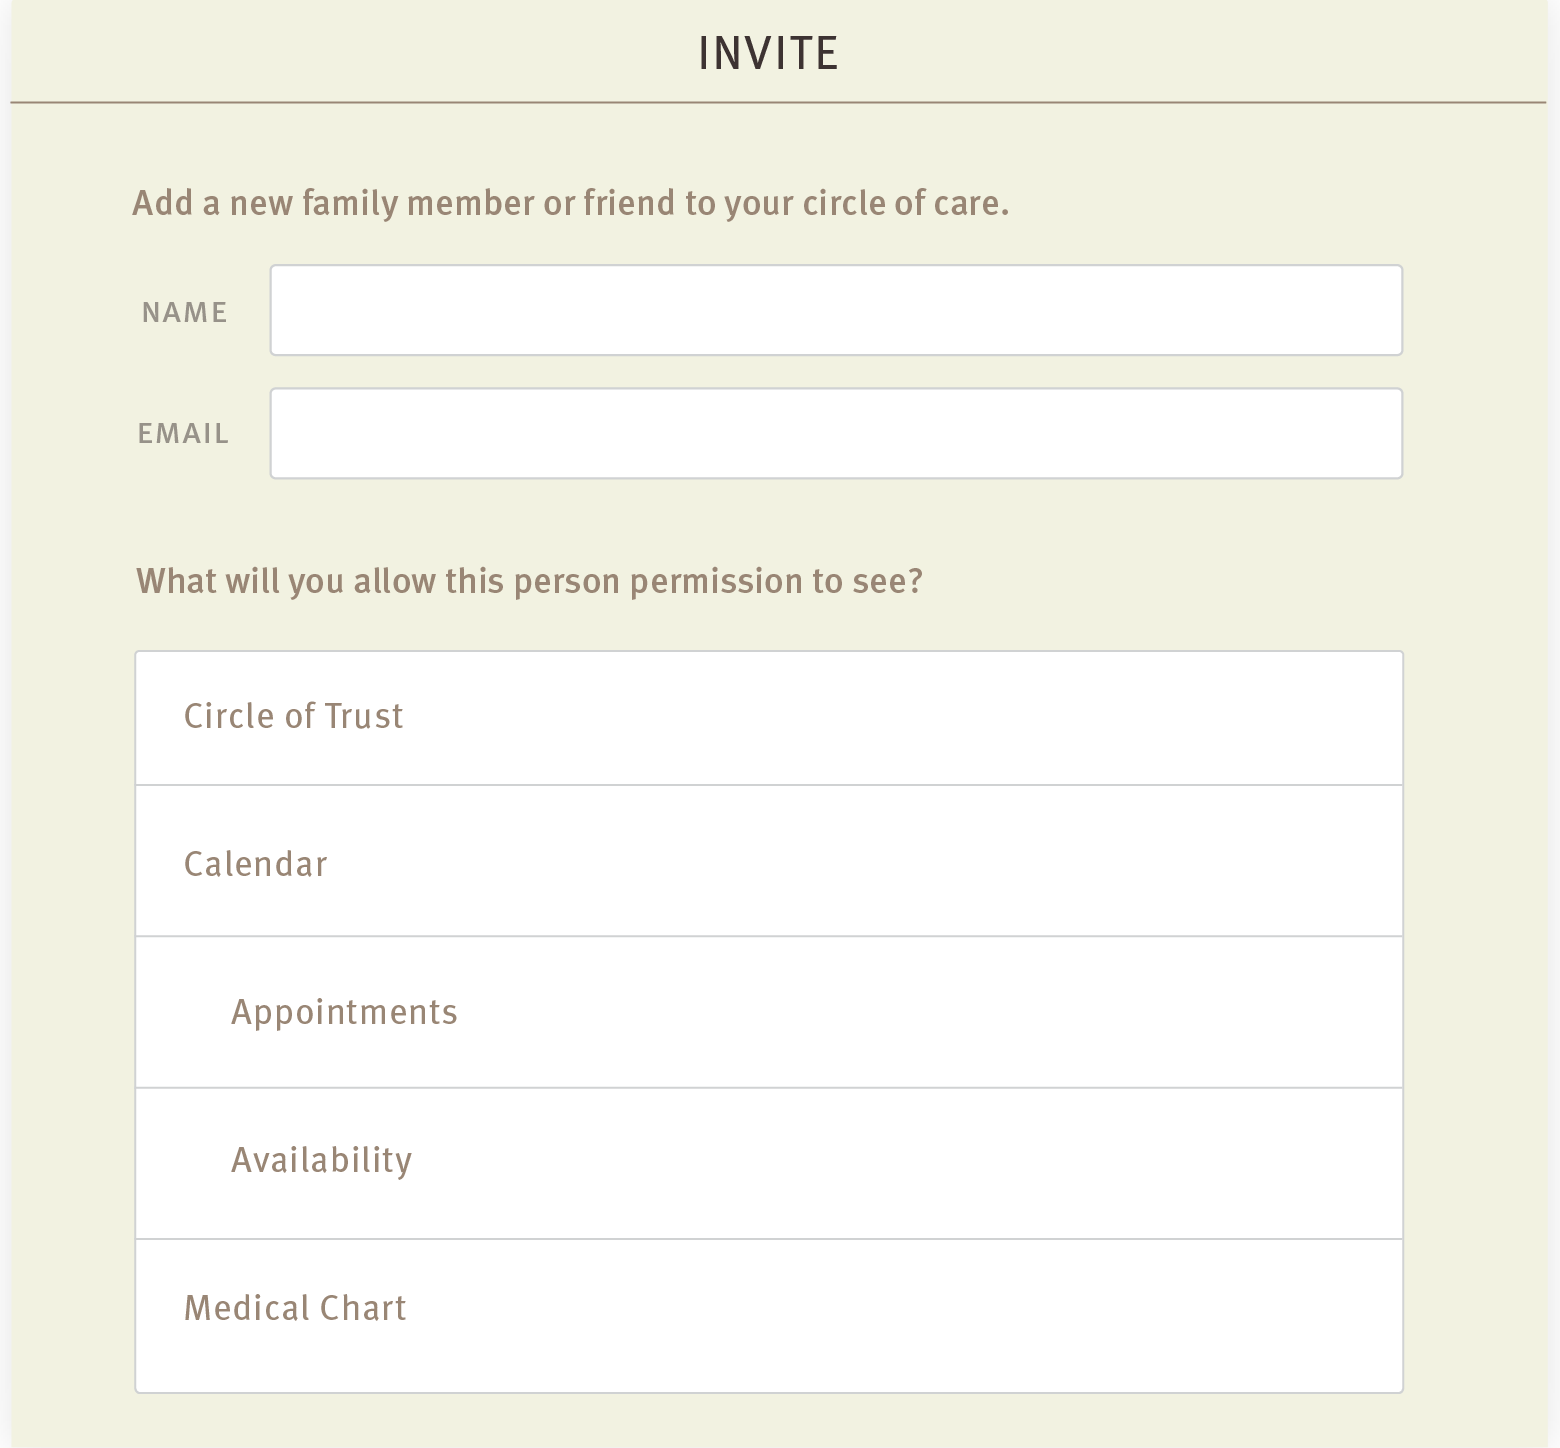 INVITE
Add a new family member or friend to your circle of care.
NAME
EMAIL
What will you allow this person permission to see?
Circle of Trust
Calendar
Appointments
Availability
Medical Chart